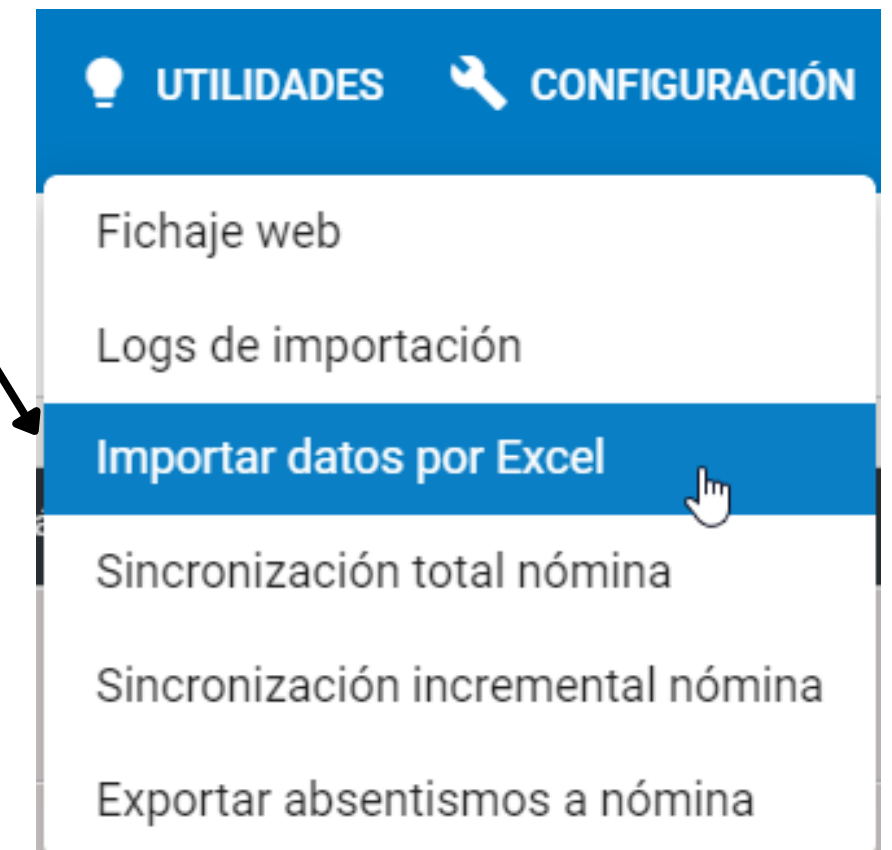 UTILIDADES CONFIGURACIÓN
Fichaje web
Logs de importación
Importar datos por Excel
Sincronización total nómina
Sincronización incremental nómina
Exportar absentismos a nómina